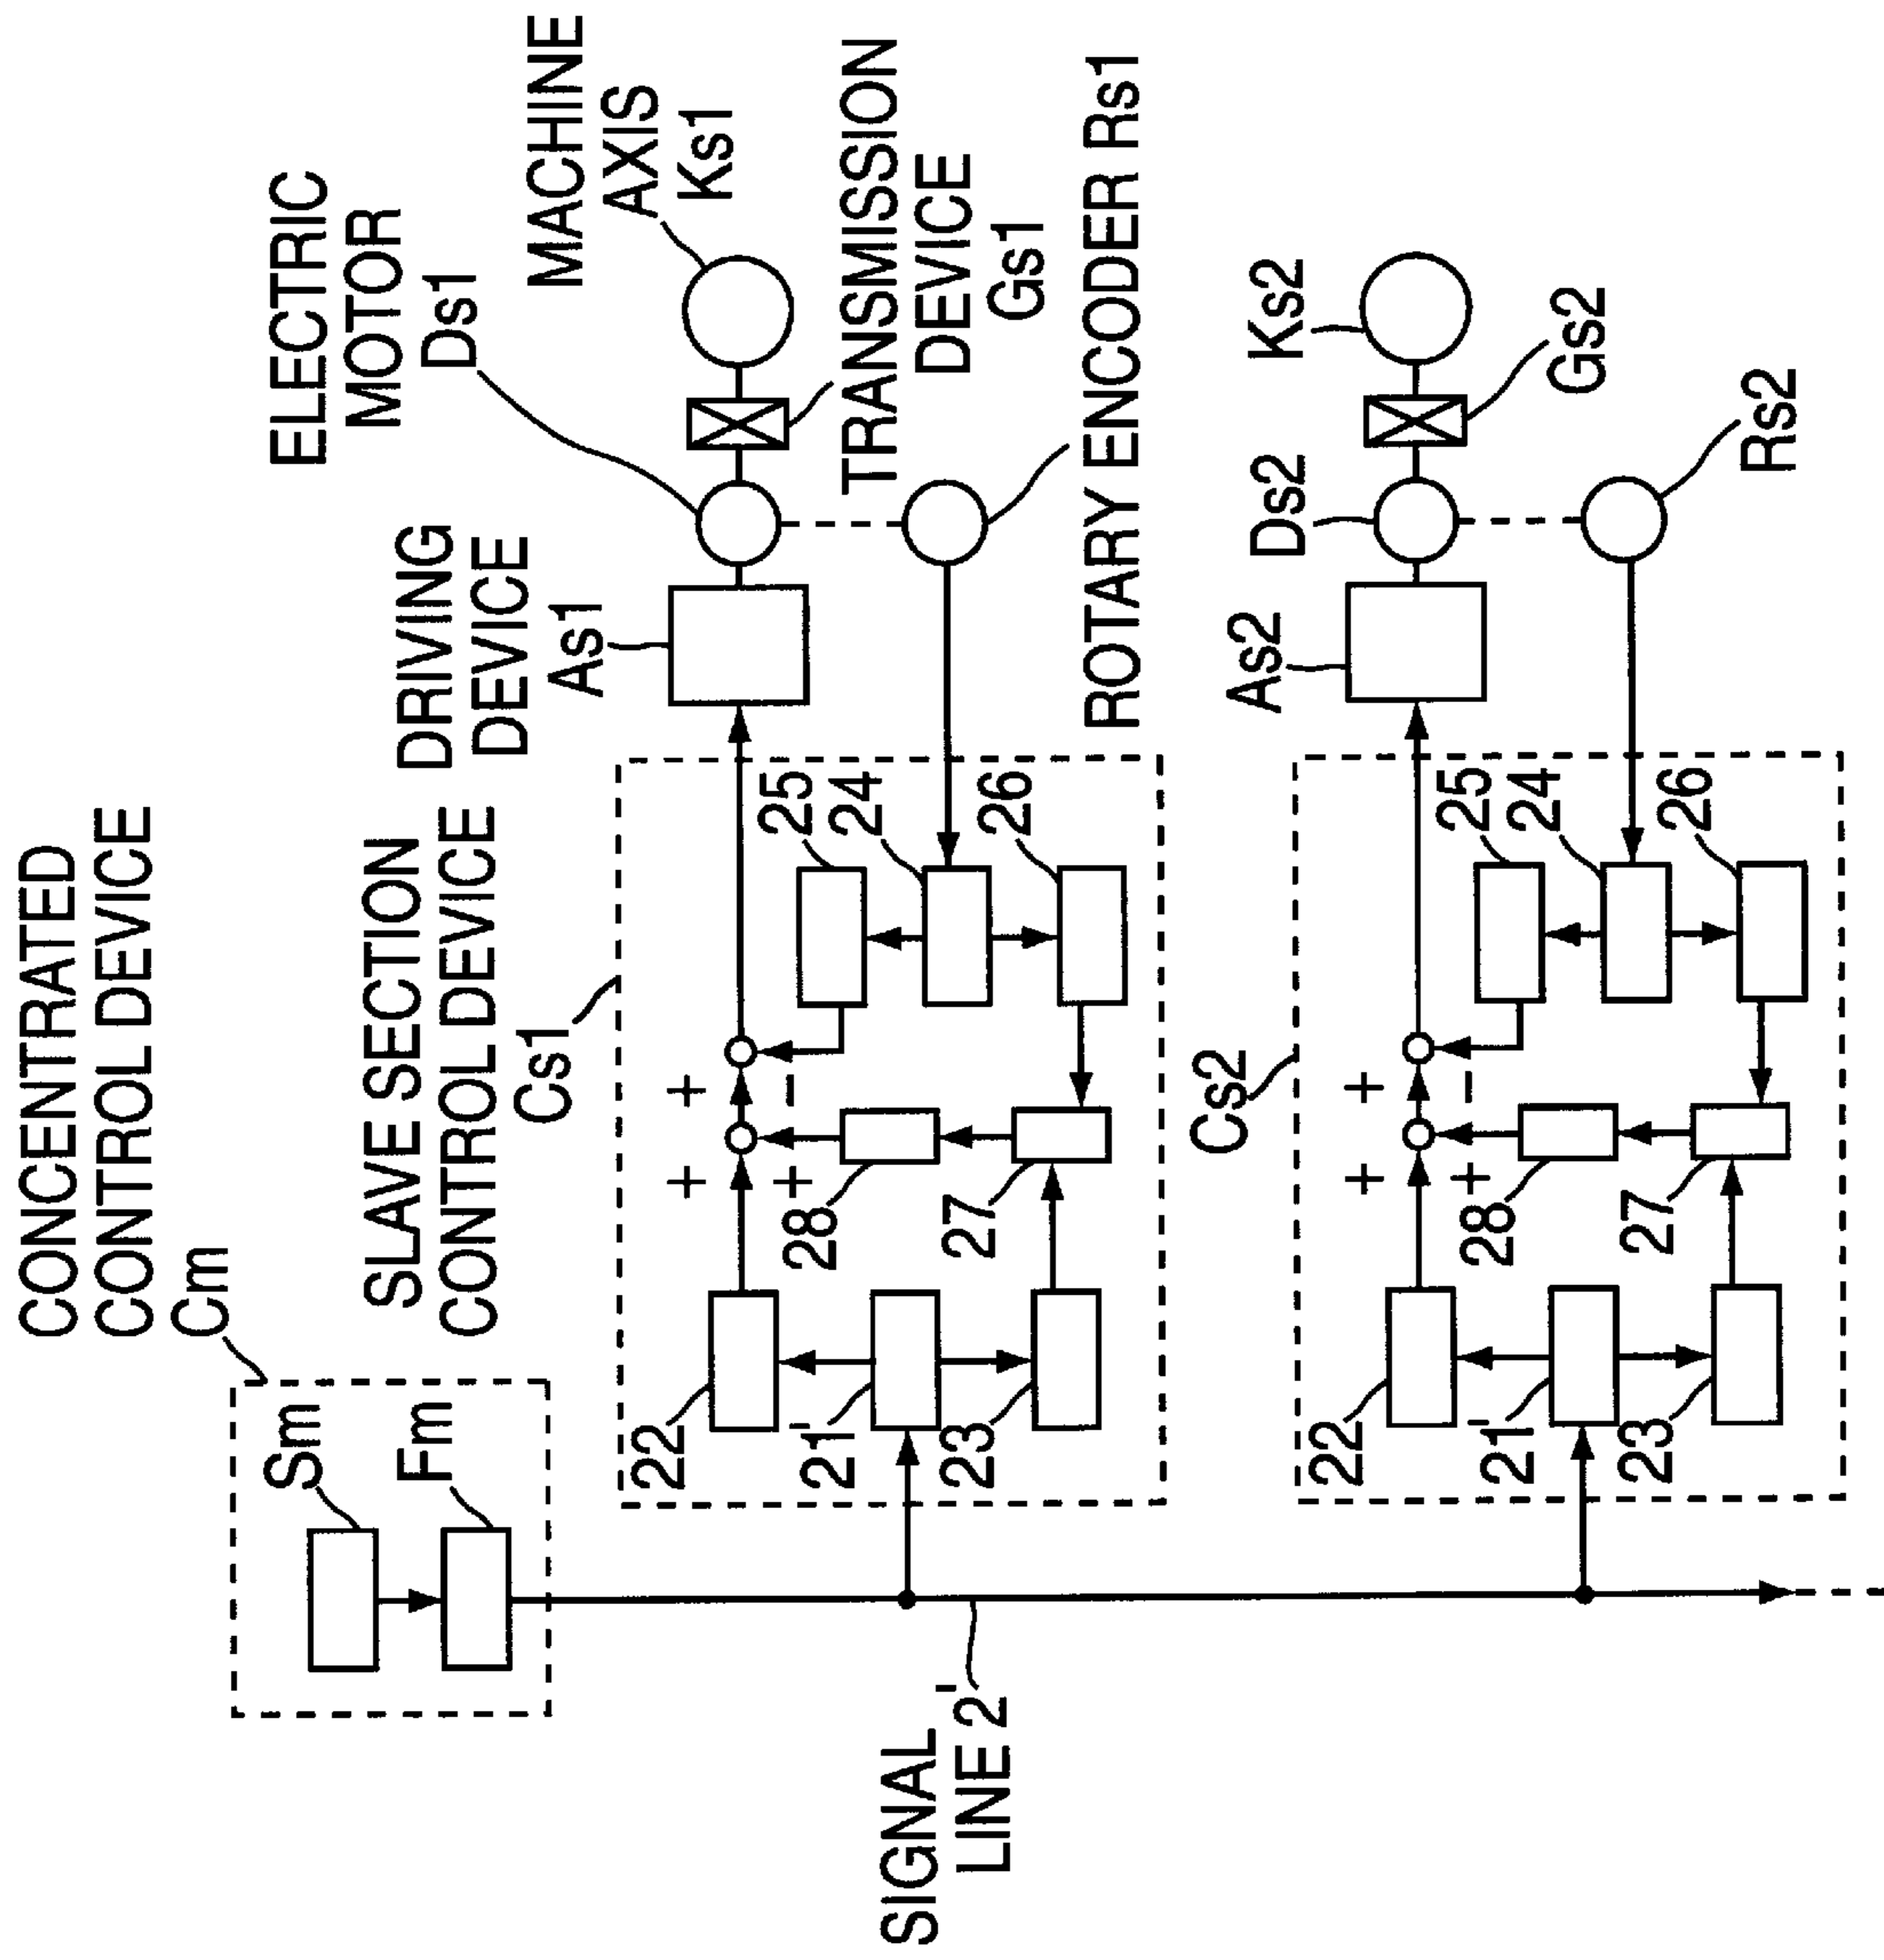 CONCENTRATED
CONTROL DEVICE
Cm
Sm
Fm
SIGNAL
LINE 2'
SLAVE SECTION
CONTROL DEVICE
Cs1
22
21'
23
+
+
+
-
28
27
25
24
26
DRIVING
DEVICE
As1
ELECTRIC
MOTOR
Ds1
MACHINE
AXIS
Ks1
TRANSMISSION
DEVICE
Gs1
ROTARY ENCODER Rs1
Cs2
22
21'
23
+
+
+
-
28
27
25
24
26
As2
Ds2
Ks2
Gs2
Rs2